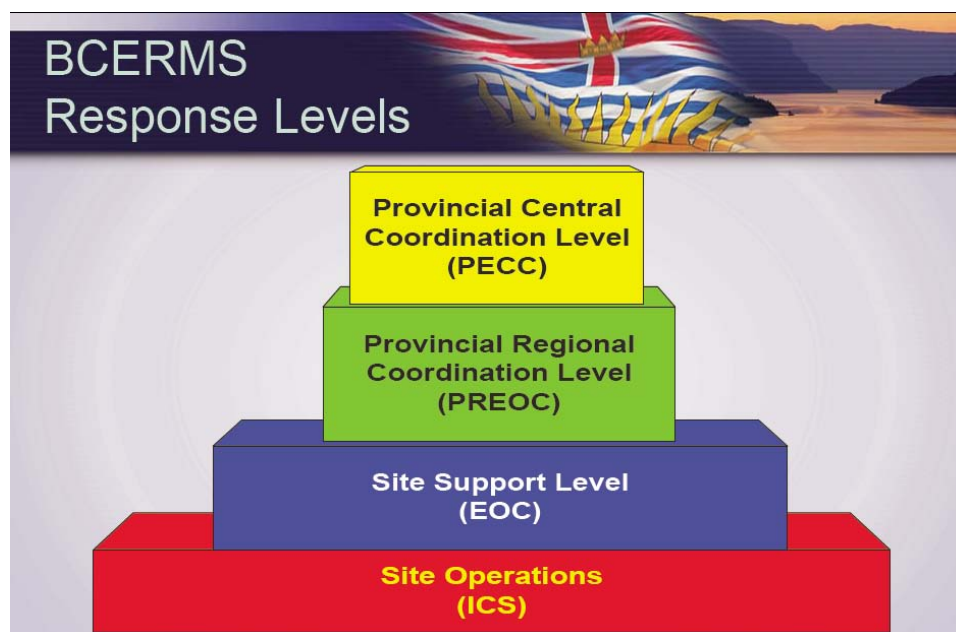 BCERMS
Response Levels
Provincial Central
Coordination Level
(PECC)
Provincial Regional
Coordination Level
(PREOC)
Site Support Level
(EOC)
Site Operations
(ICS)